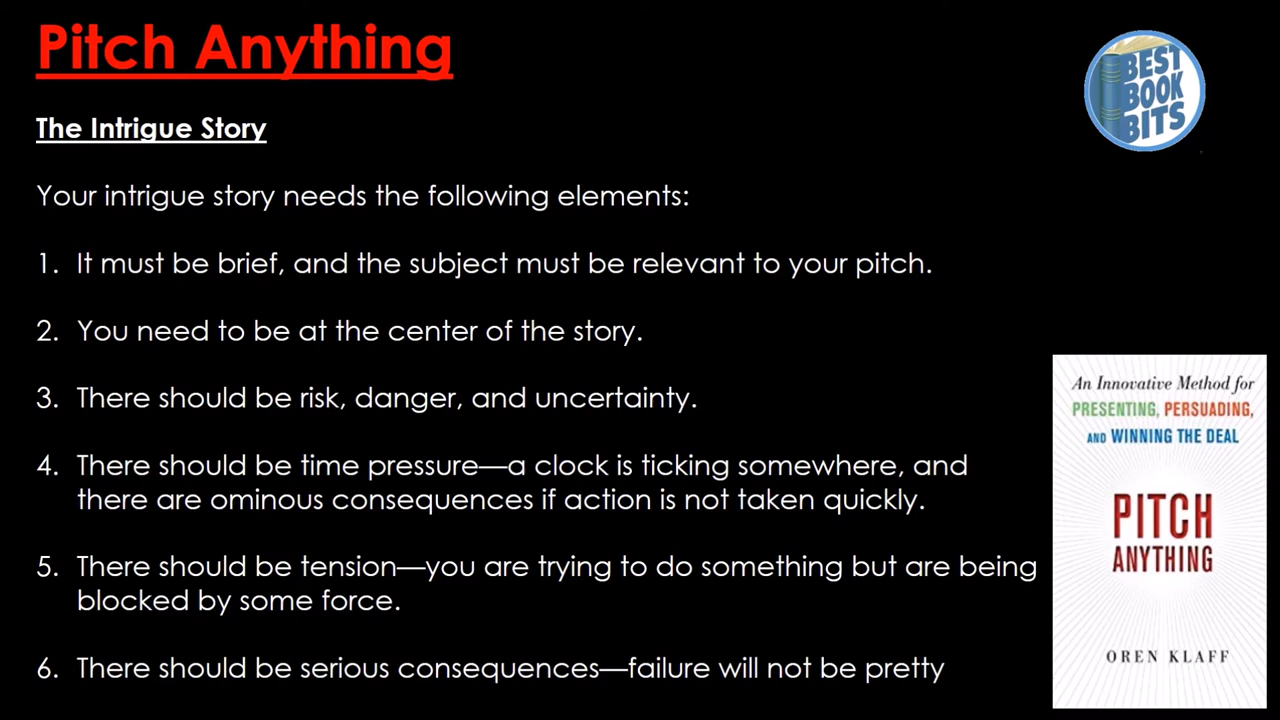 Pitch Anything
BEST
BOOK
BITS
The Intrigue Story
Your intrigue story needs the following elements:
1. It must be brief, and the subject must be relevant to your pitch.
2. You need to be at the center of the story.
3. There should be risk, danger, and uncertainty.
4. There should be time pressure—a clock is ticking somewhere, and
there are ominous consequences if action is not taken quickly.
5. There should be tension—you are trying to do something but are being
blocked by some force.
6. There should be serious consequences—failure will not be pretty
An Innovative Method for
PRESENTING, PERSUADING,
AND WINNING THE DEAL
PITCH
ANYTHING
OREN KLAFF